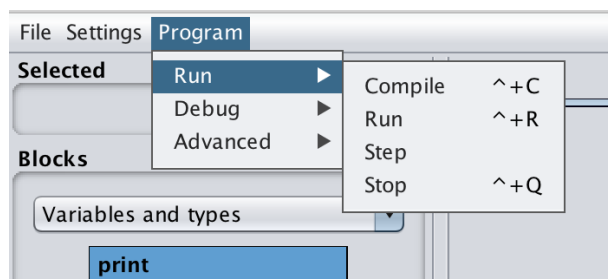 File Settings Program
Selected
Run
Debug
Advanced
Compile ^+C
Run ^+R
Step
Stop ^+Q
Blocks
Variables and types
print